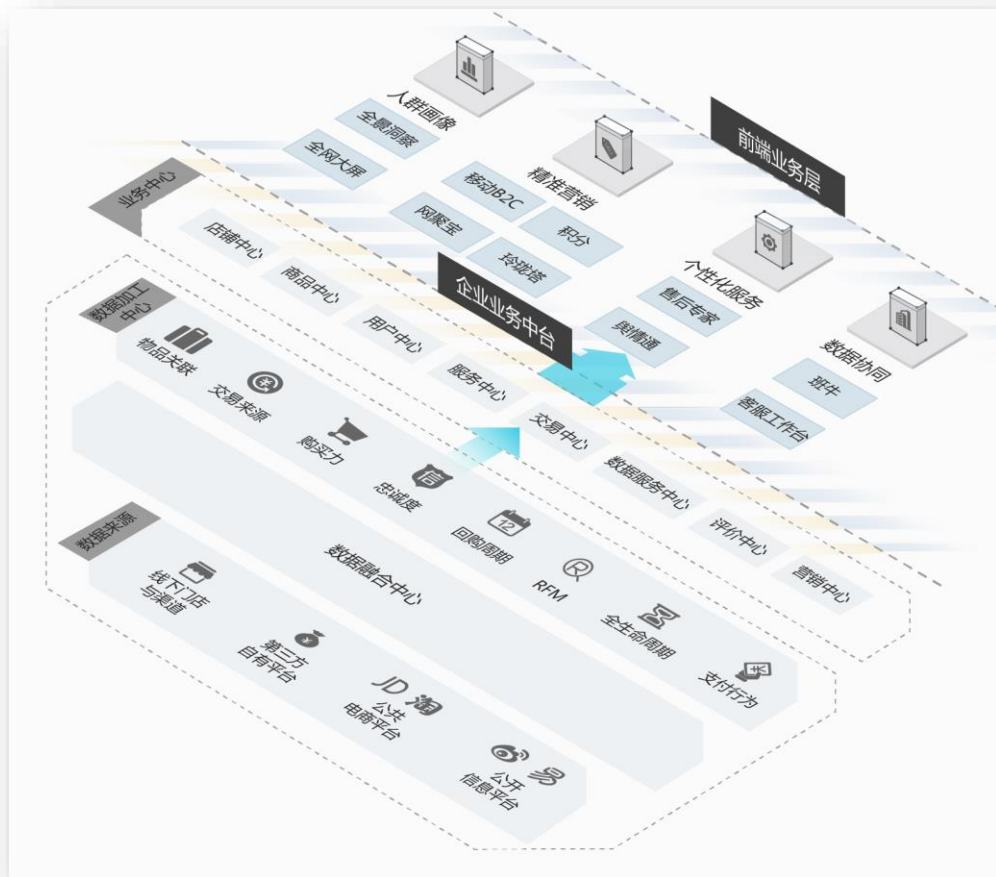 人群画像
全景洞察
全网大屏
前端业务层
精准营销
移动B2C
积分
网聚宝
玲珑塔
个性化服务
售后专家
舆情通
数据协同
班牛
客服工作台
业务中心
企业业务中台
店铺中心
商品中心
用户中心
服务中心
交易中心
数据服务中心
评价中心
营销中心
数据加工
中心
物品关联
交易来源
购买力
信
忠诚度
12
回购周期
R
RFM
全生命周期
支付行为
数据融合中心
数据来源
线下门店
与渠道
第三方
自有平台
JD 淘
公共
电商平台
易
公开
信息平台